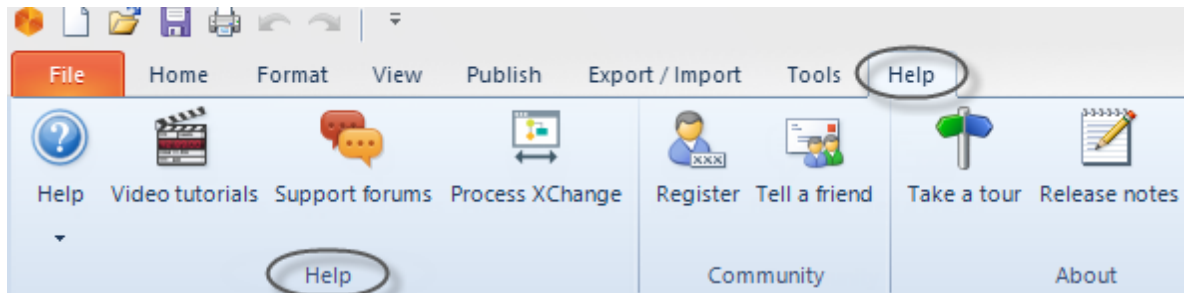 File Home Format View Publish Export / Import Tools Help
xxx
Help Video tutorials Support forums Process XChange Register Tell a friend Take a tour Release notes
Help Community About